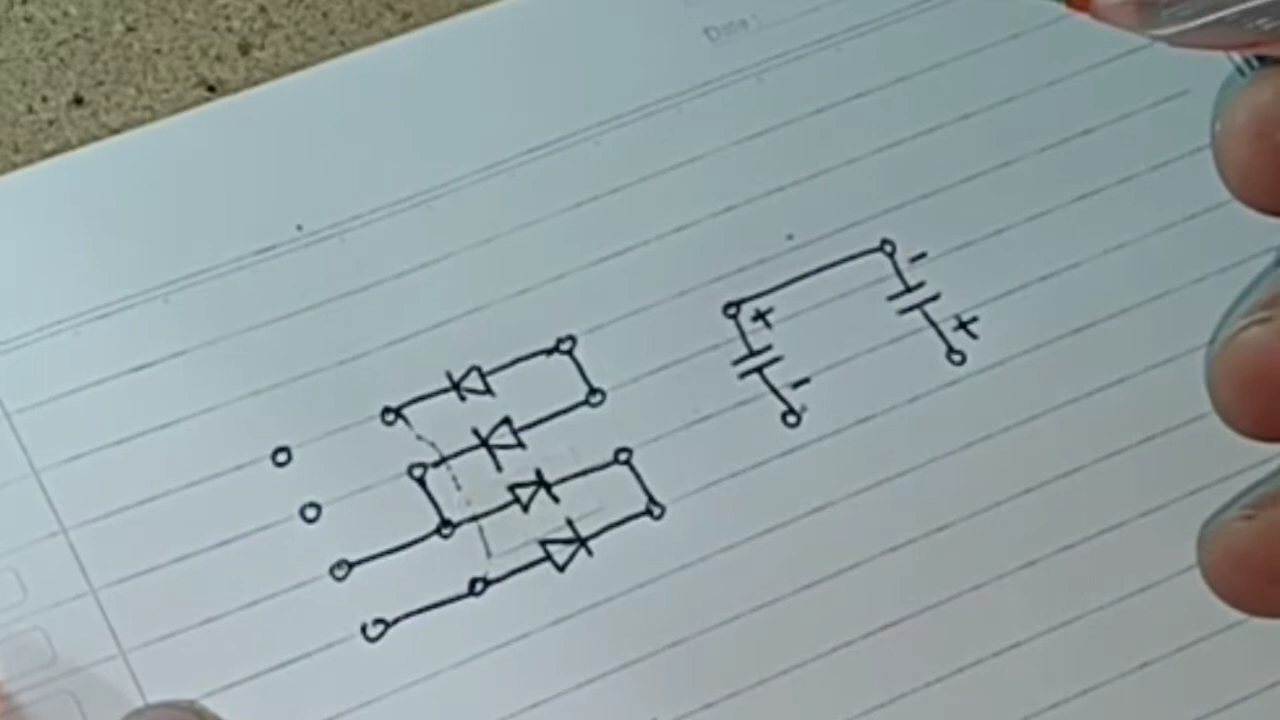 Date :
-
+
+
-